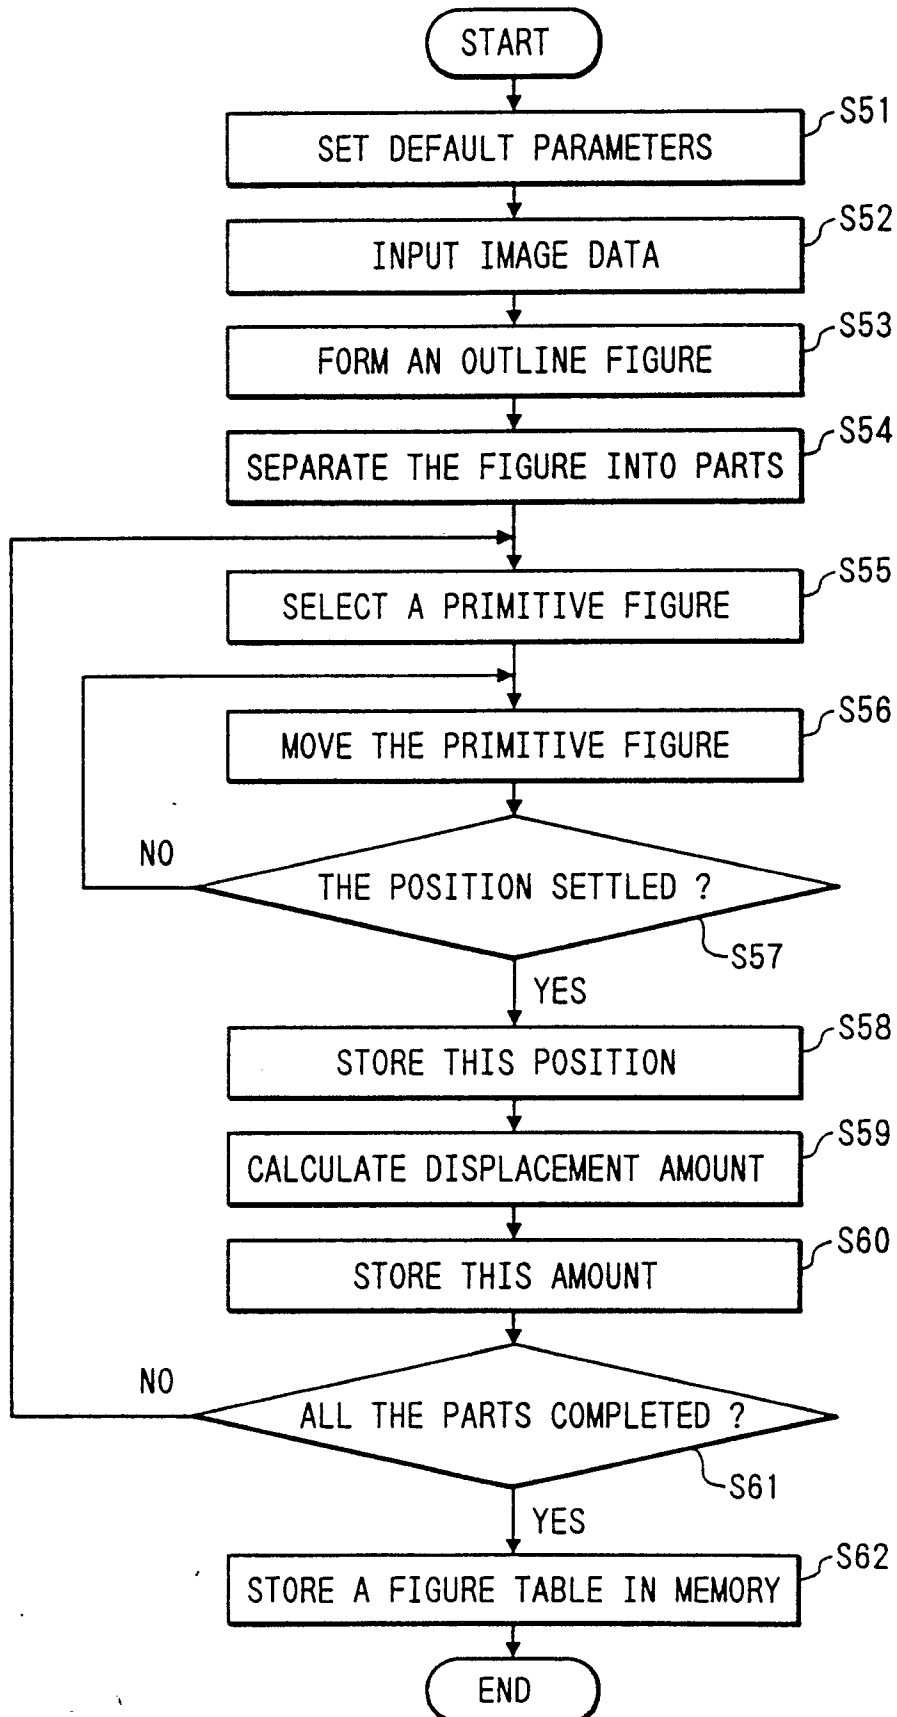 START
S51
SET DEFAULT PARAMETERS
S52
INPUT IMAGE DATA
S53
FORM AN OUTLINE FIGURE
S54
SEPARATE THE FIGURE INTO PARTS
S55
SELECT A PRIMITIVE FIGURE
S56
MOVE THE PRIMITIVE FIGURE
NO
THE POSITION SETTLED ?
S57
YES
S58
STORE THIS POSITION
S59
CALCULATE DISPLACEMENT AMOUNT
S60
STORE THIS AMOUNT
NO
ALL THE PARTS COMPLETED ?
S61
YES
S62
STORE A FIGURE TABLE IN MEMORY
END